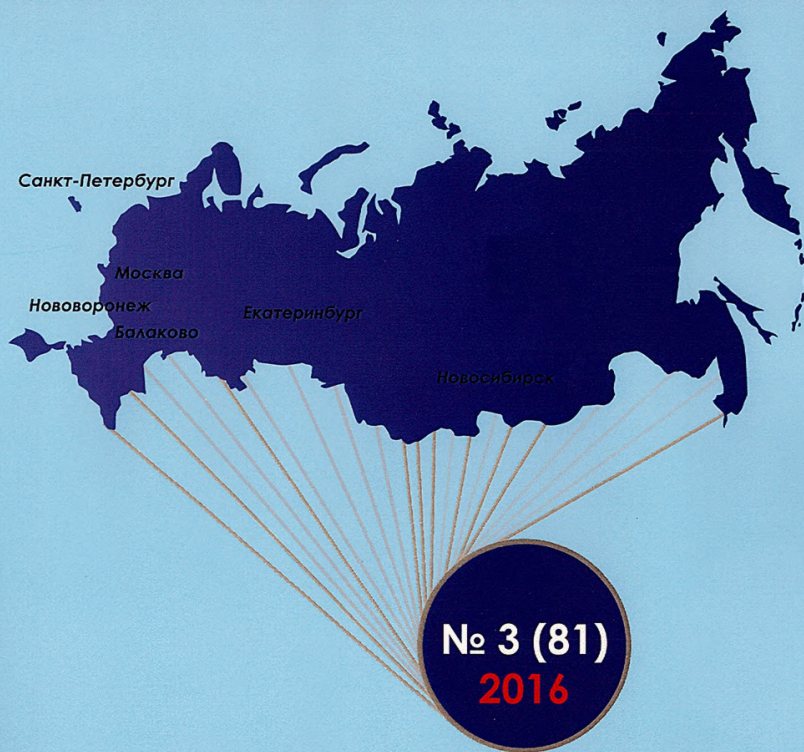 Санкт-Петербург
Москва
Нововоронеж
Екатеринбург
Балаково
Новосибирск
№ 3 (81)
2016